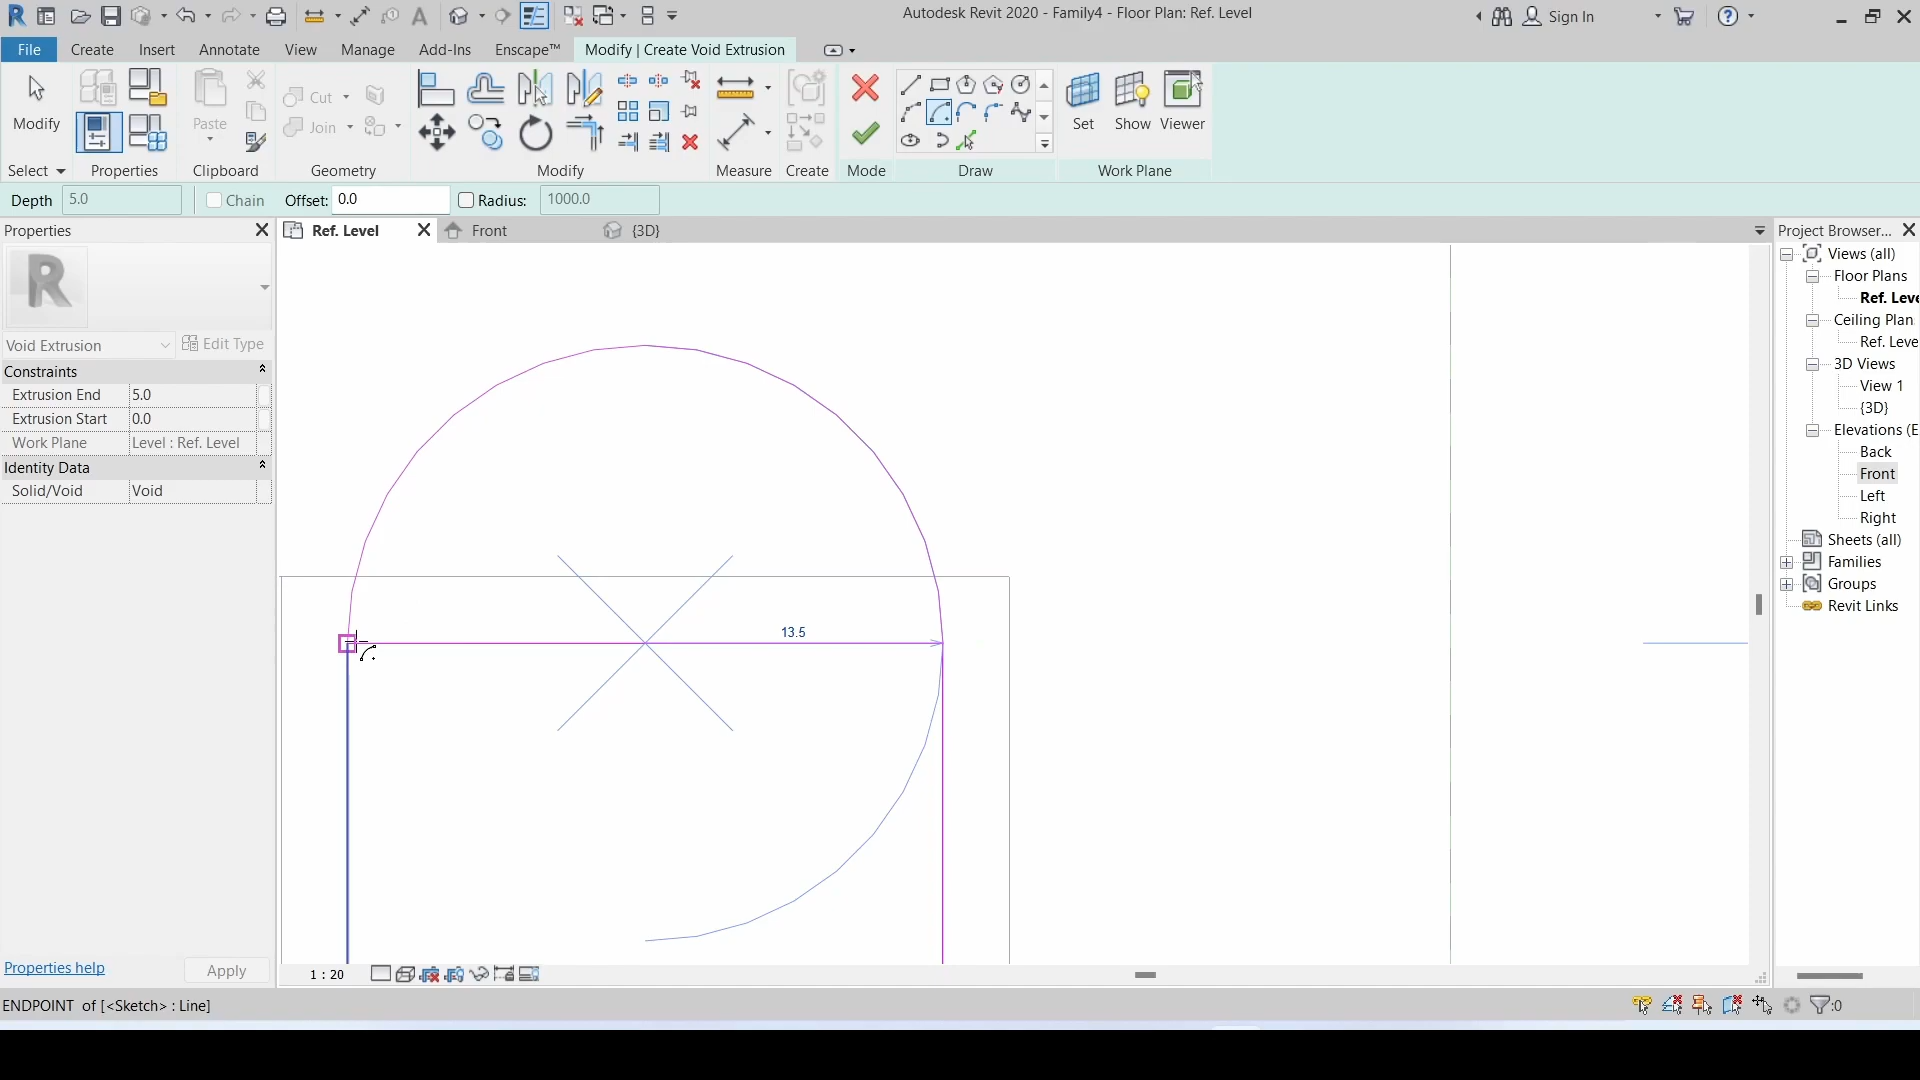 Autodesk Revit 2020 - Family4 - Floor Plan: Ref. Level
Sign In
File Create Insert Annotate View Manage Add-Ins Enscape™ Modify | Create Void Extrusion
Modify
Paste
Cut
Join
Set Show Viewer
Select Properties Clipboard Geometry Modify Measure Create Mode Draw Work Plane
Depth 5.0 Chain Offset: 0.0 Radius: 1000.0
Properties
Ref. Level Front {3D}
Project Browser...
R
Void Extrusion Edit Type
Constraints
Extrusion End 5.0
Extrusion Start 0.0
Work Plane Level : Ref. Level
Identity Data
Solid/Void Void
13.5
Views (all)
Floor Plans
Ref. Leve
Ceiling Plan
Ref. Leve
3D Views
View 1
{3D}
Elevations (E
Back
Front
Left
Right
Sheets (all)
Families
Groups
Revit Links
Properties help Apply
1 : 20
ENDPOINT of [<Sketch> : Line]
:0